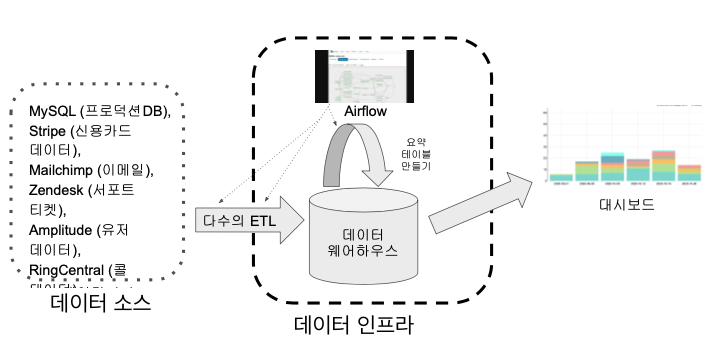 MySQL (프로덕션DB),
Stripe (신용카드
데이터),
Mailchimp (이메일),
Zendesk (서포트
티켓),
Amplitude (유저
데이터),
RingCentral (콜
데이터 소스
다수의 ETL
Airflow
요약
테이블
만들기
데이터
웨어하우스
데이터 인프라
대시보드